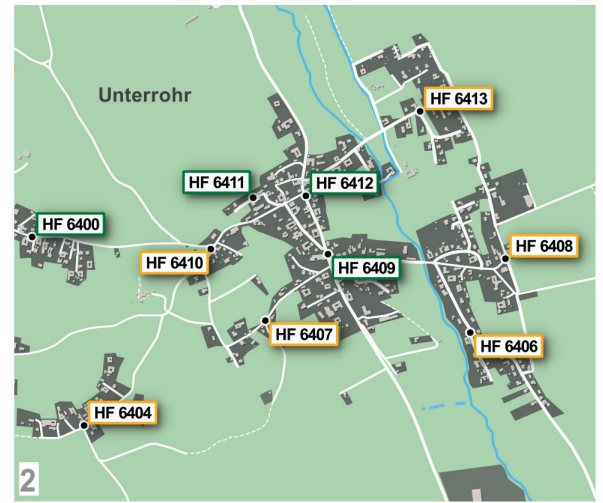 Unterrohr
HF 6413
HF 6411
HF 6412
HF 6400
HF 6410
HF 6409
HF 6408
HF 6407
HF 6406
HF 6404
2